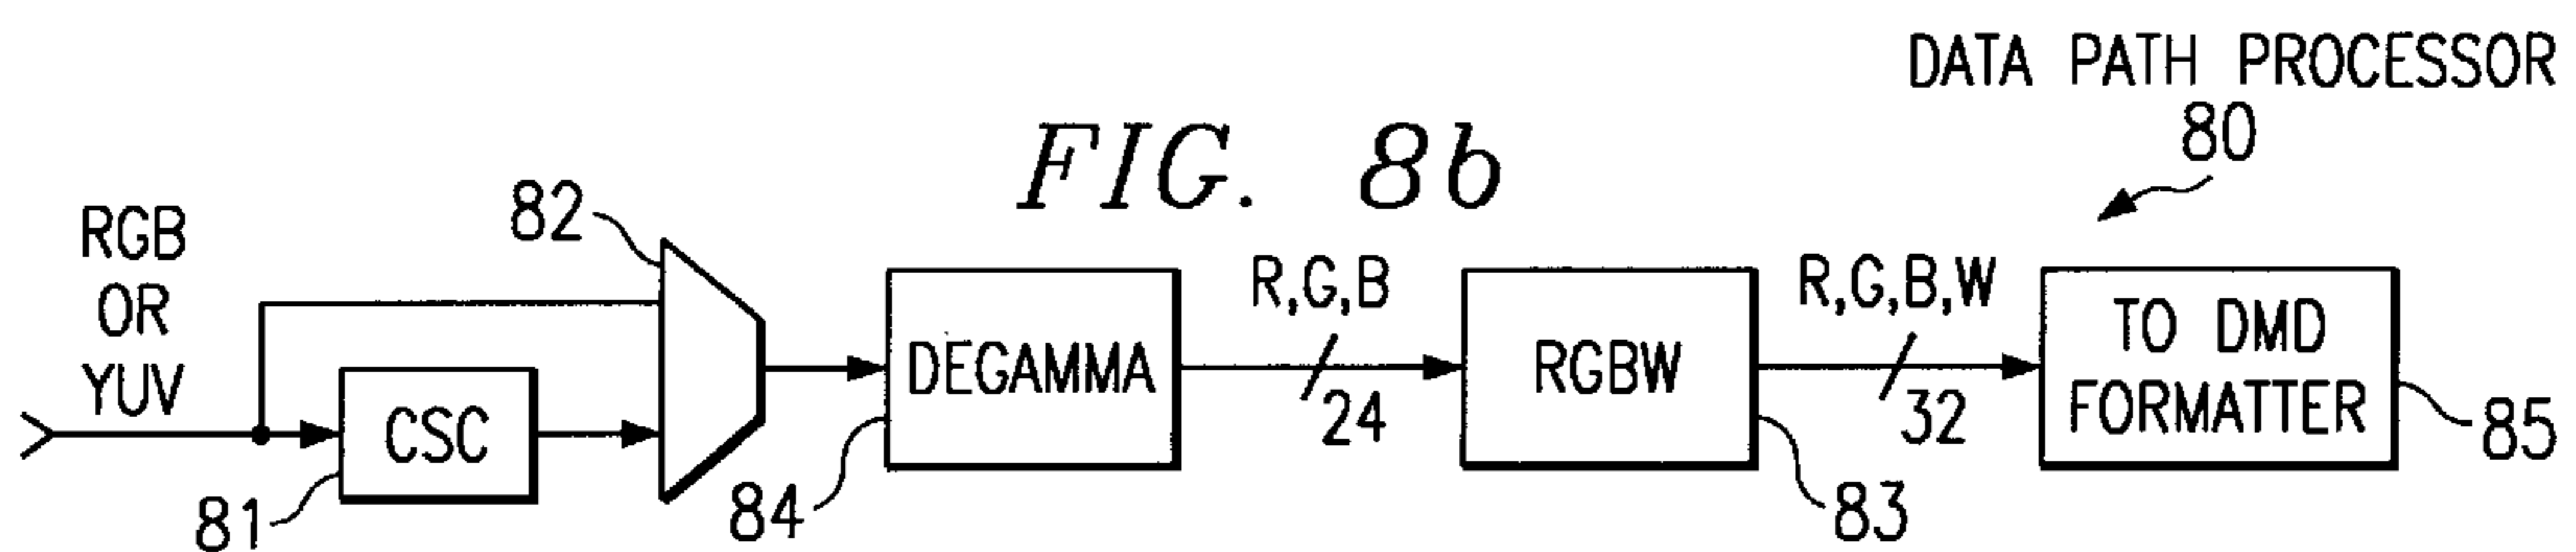 DATA PATH PROCESSOR
80
FIG. 8b
RGB
OR
YUV
82
CSC
81
DEGAMMA
84
R,G,B
24
RGBW
83
R,G,B,W
32
TO DMD
FORMATTER
85